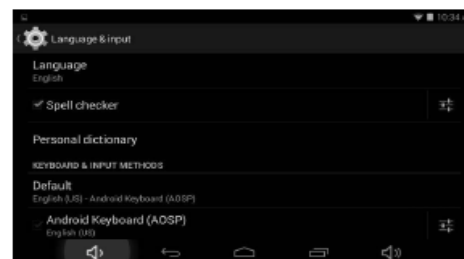 10:34
Language & input
Language
English
Spell checker
Personal dictionary
KEYBOARD & INPUT METHODS
Default
English (US) - Android Keyboard (AOSP)
Android Keyboard (AOSP)
English (US)